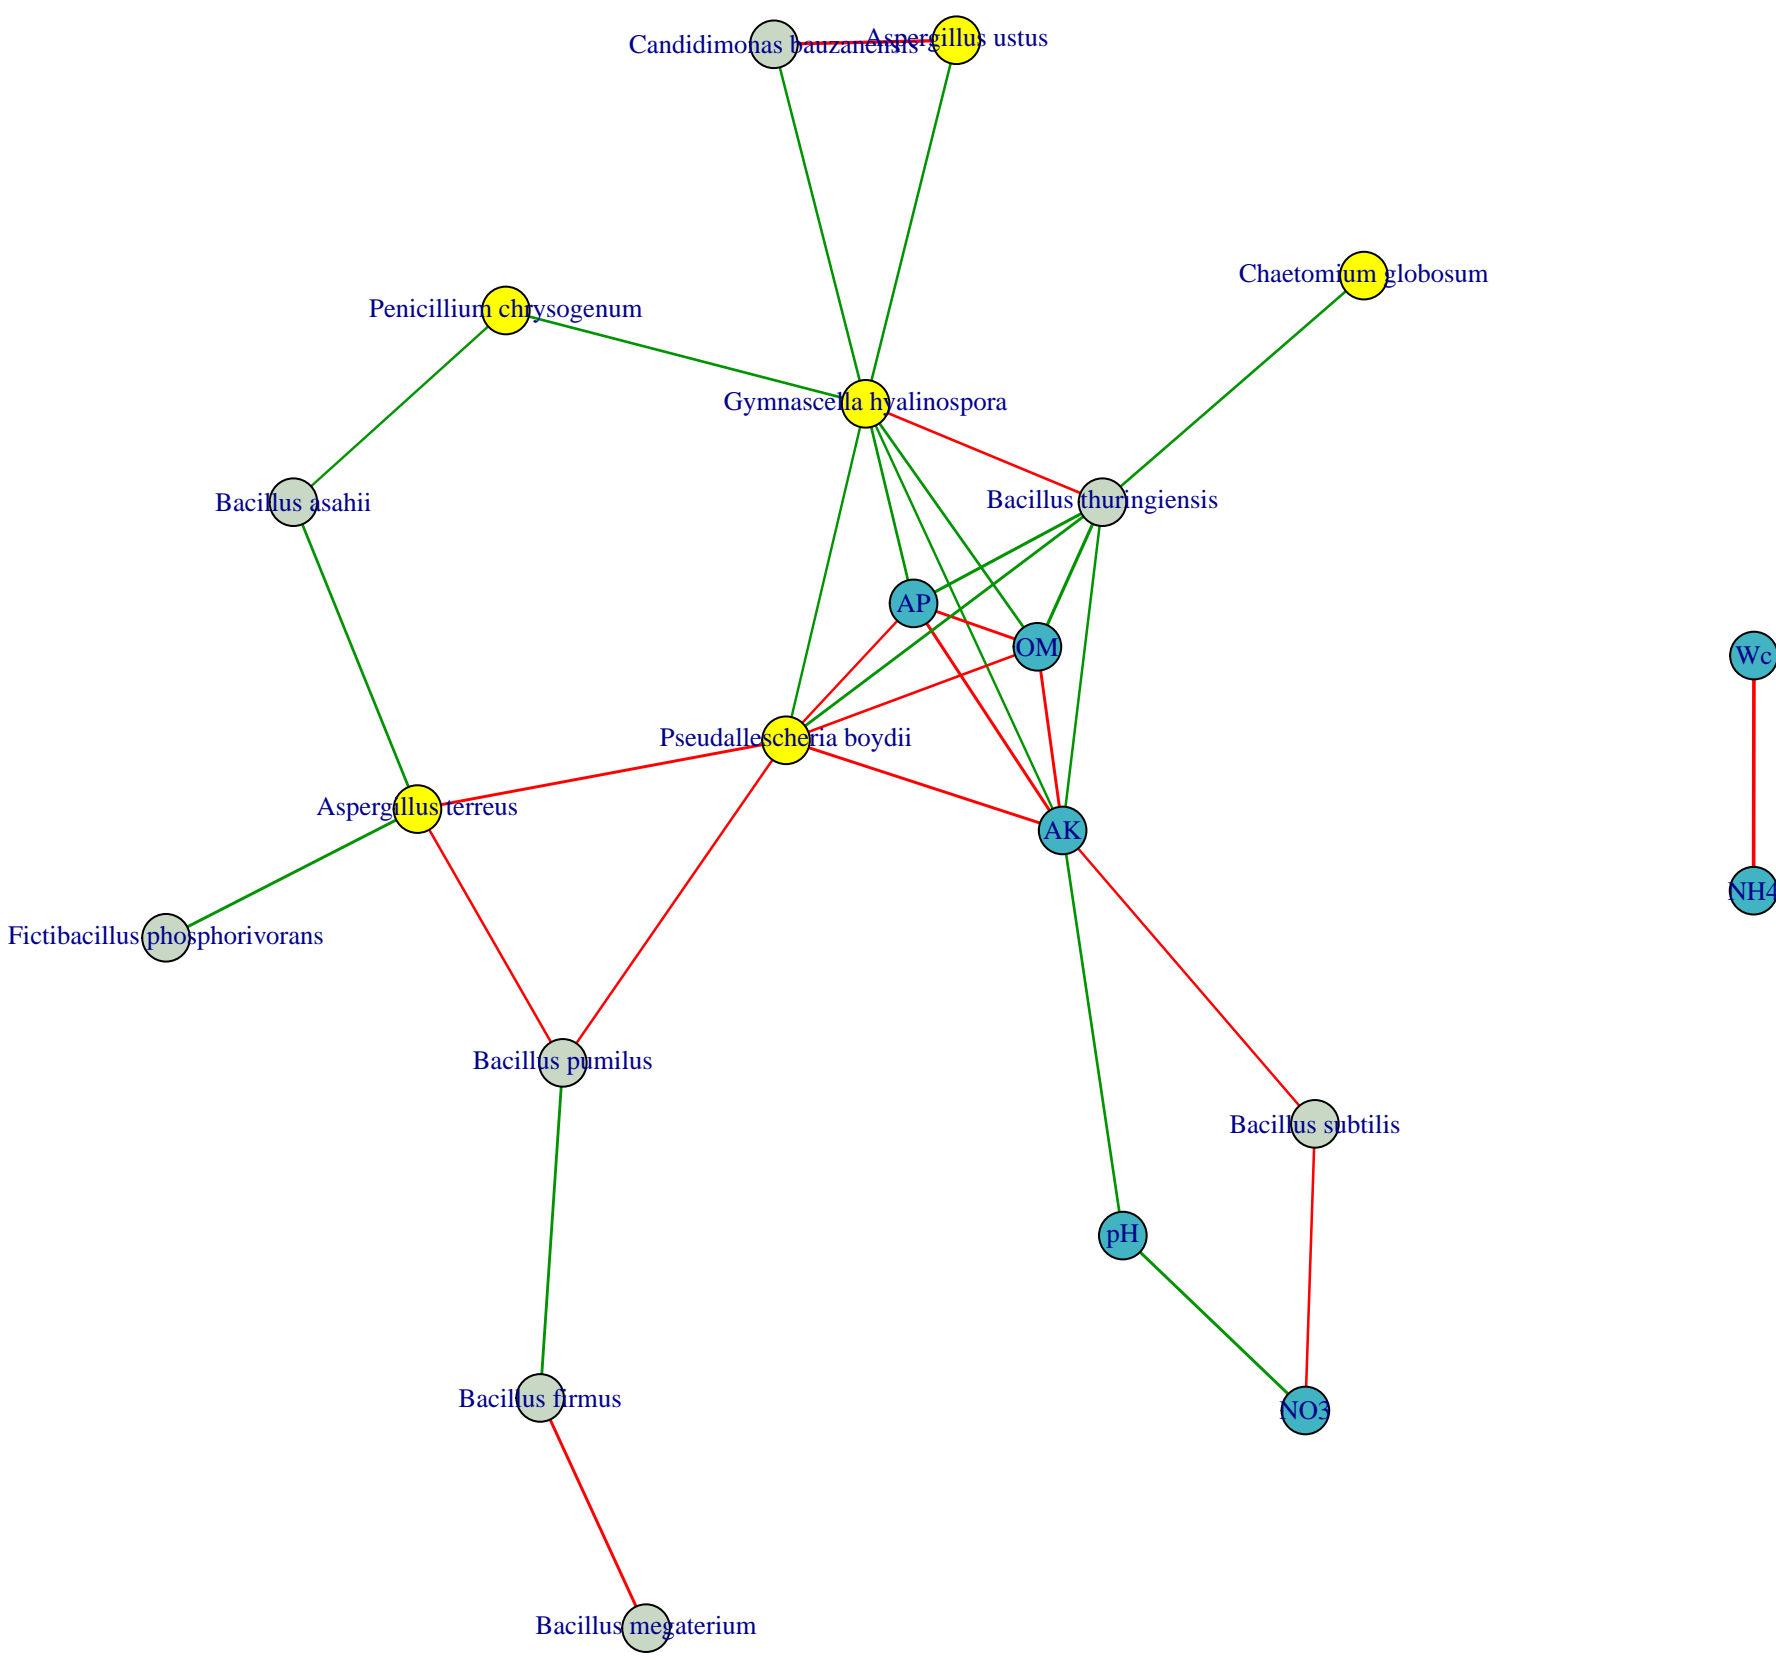 Candidimonas bauzanensis
Aspergillus ustus
Chaetomium globosum
Penicillium chrysogenum
Gymnascella hyalinospora
Bacillus asahii
Bacillus thuringiensis
AP
OM
Wc
Pseudallescheria boydii
Aspergillus terreus
AK
NH4
Fictibacillus phosphorivorans
Bacillus pumilus
Bacillus subtilis
pH
Bacillus firmus
NO3
Bacillus megaterium